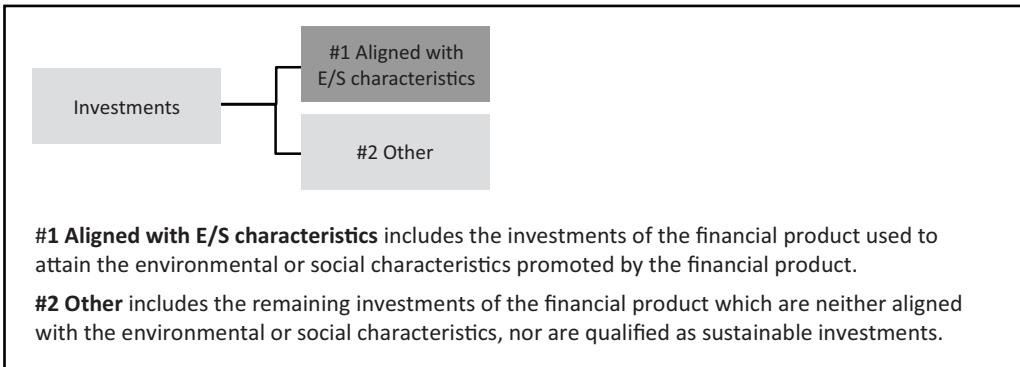 #1 Aligned with
E/S characteristics
Investments
#2 Other
#1 Aligned with E/S characteristics includes the investments of the financial product used to
attain the environmental or social characteristics promoted by the financial product.
#2 Other includes the remaining investments of the financial product which are neither aligned
with the environmental or social characteristics, nor are qualified as sustainable investments.